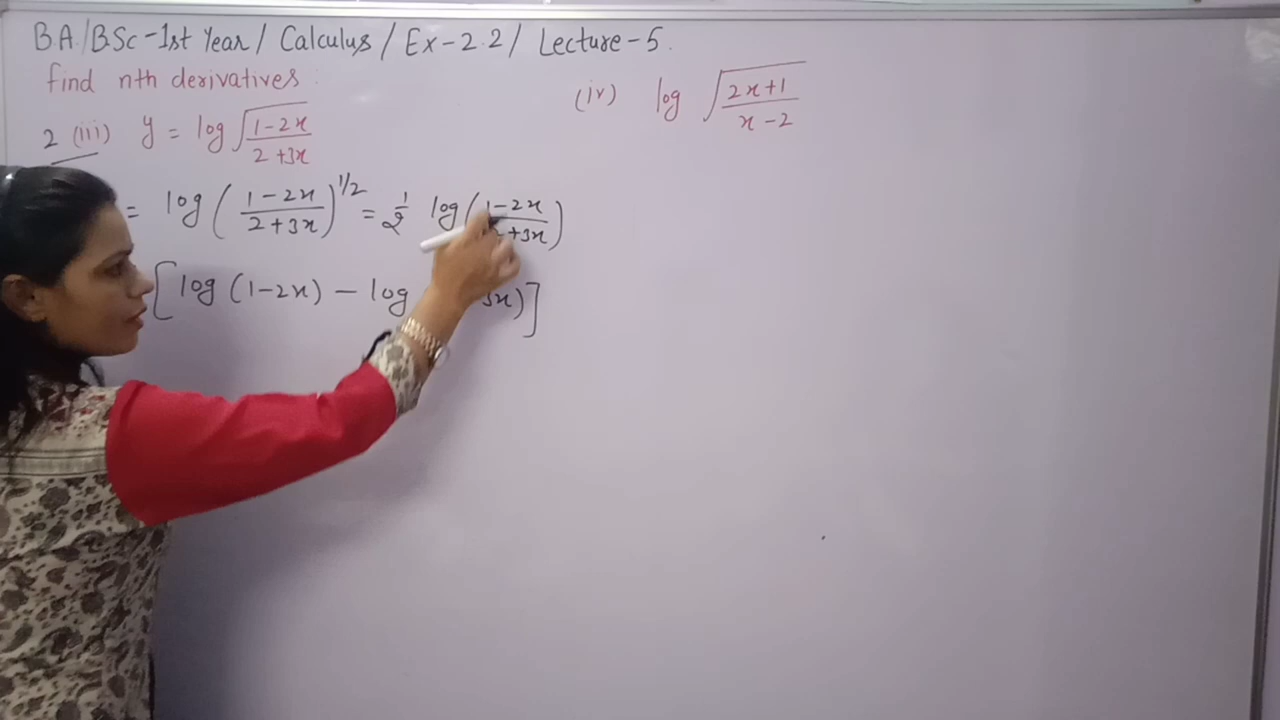 B.A./BSc-1st Year / Calculus / Ex-2.2 / Lecture-5.
find nth derivatives :
2 (iii) y = log √((1-2x)/(2+3x))
(iv) log √((2x+1)/(x-2))
= log ((1-2x)/(2+3x))^1/2 = 1/2 log (1-2x / +3x)
[log (1-2x) - log 3x)]